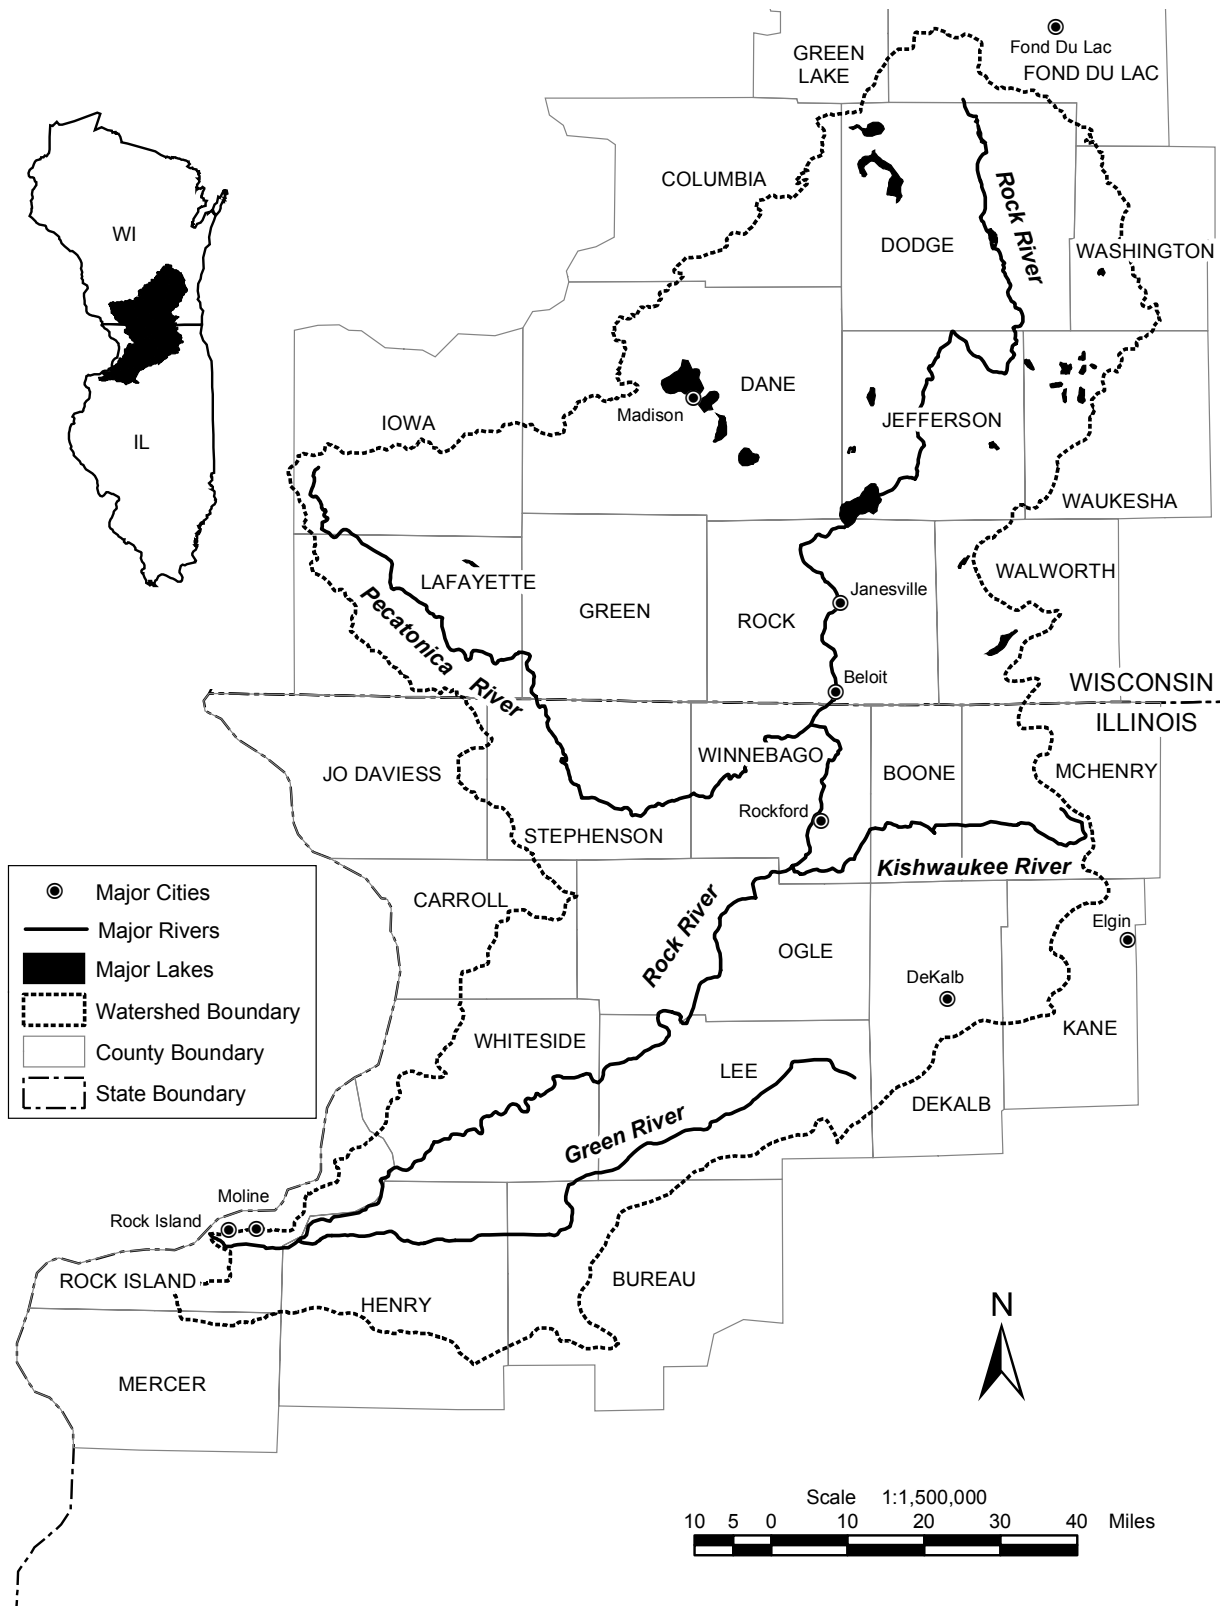 Fond Du Lac
GREEN
LAKE
FOND DU LAC
COLUMBIA
Rock River
WI
DODGE
WASHINGTON
DANE
Madison
IOWA
JEFFERSON
IL
WAUKESHA
WALWORTH
LAFAYETTE
Janesville
GREEN
ROCK
Pecatonica River
Beloit
WISCONSIN
ILLINOIS
WINNEBAGO
JO DAVIESS
BOONE
MCHENRY
Rockford
STEPHENSON
Kishwaukee River
CARROLL
Rock River
Elgin
OGLE
DeKalb
KANE
WHITESIDE
LEE
DEKALB
Green River
Major Cities
Major Rivers
Major Lakes
Watershed Boundary
County Boundary
State Boundary
Moline
Rock Island
ROCK ISLAND
BUREAU
HENRY
MERCER
N
Scale 1:1,500,000
10 5 0 10 20 30 40 Miles